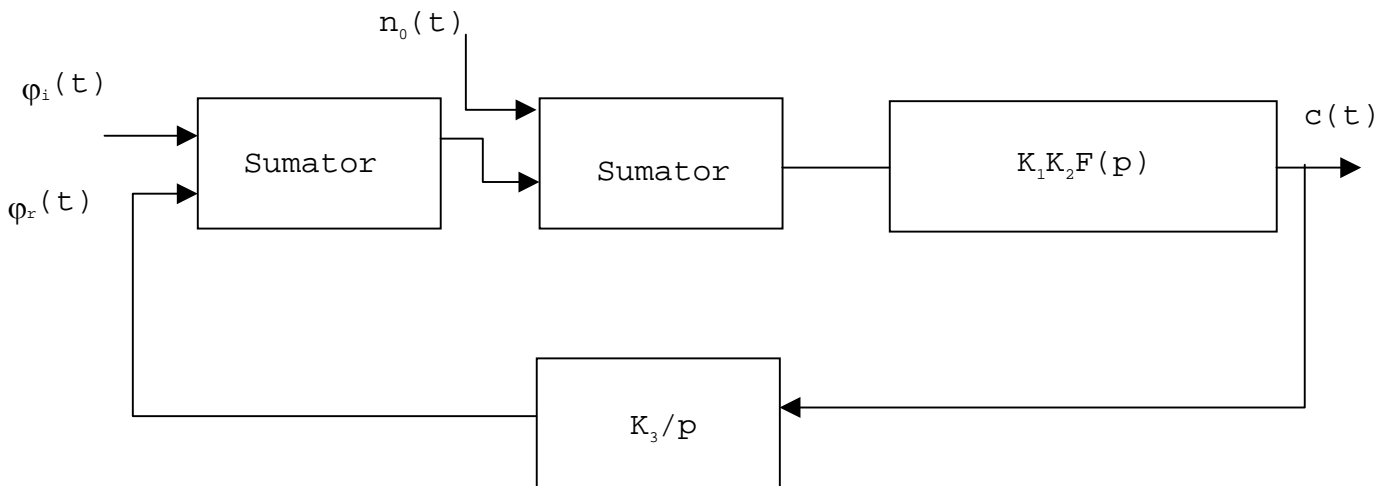 n₀(t)
φᵢ(t)
c(t)
Sumator
Sumator
K₁K₂F(p)
φᵣ(t)
K₃/p